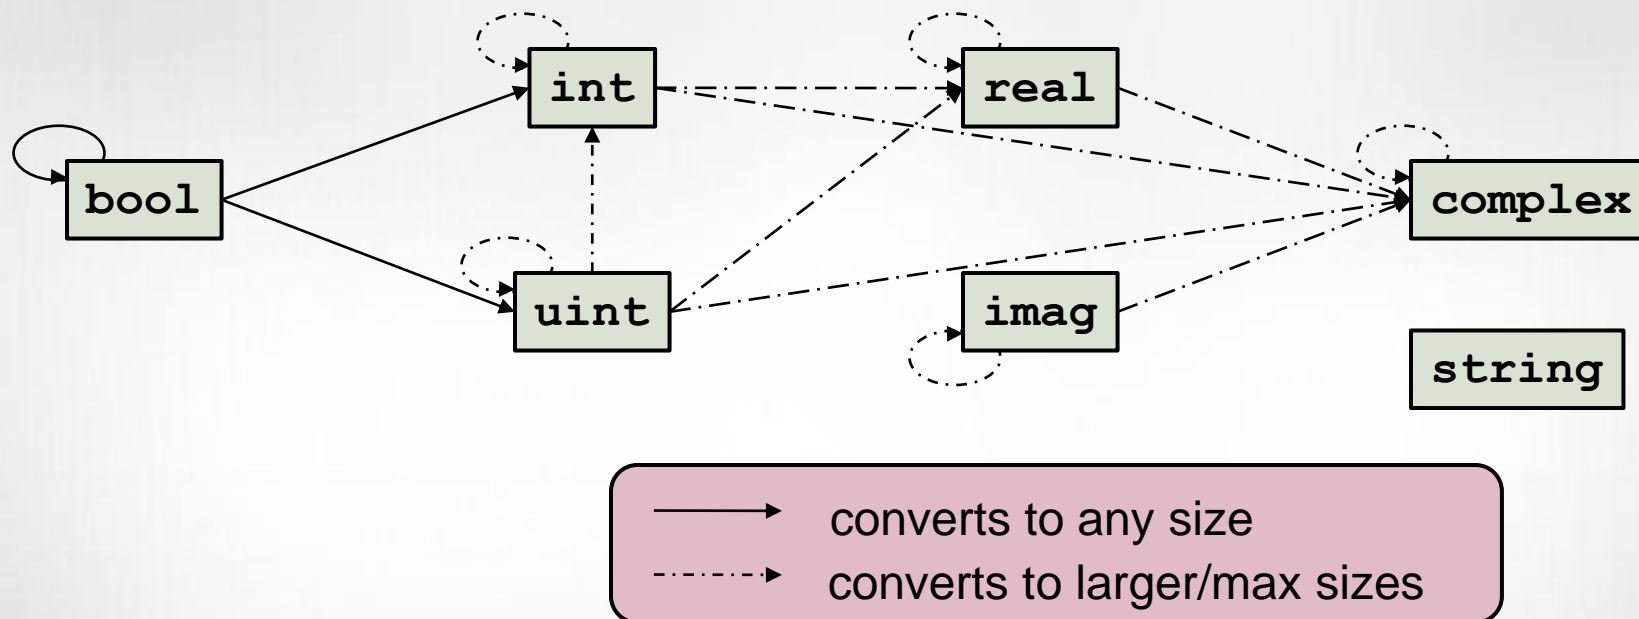 int
real
bool
complex
uint
imag
string
converts to any size
converts to larger/max sizes